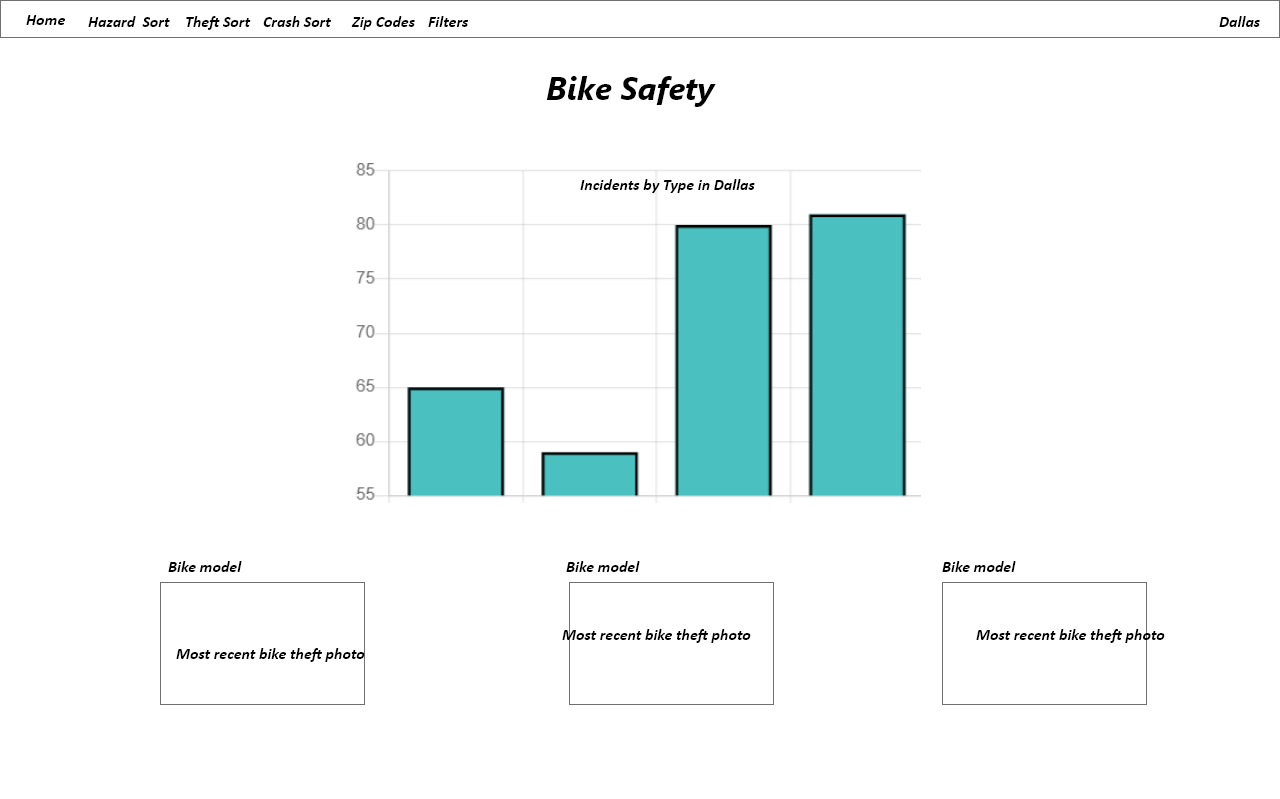 Home Hazard  Sort Theft Sort Crash Sort Zip Codes Filters Dallas
Bike Safety
Incidents by Type in Dallas
85
80
75
70
65
60
55
Bike model Bike model Bike model
Most recent bike theft photo Most recent bike theft photo Most recent bike theft photo